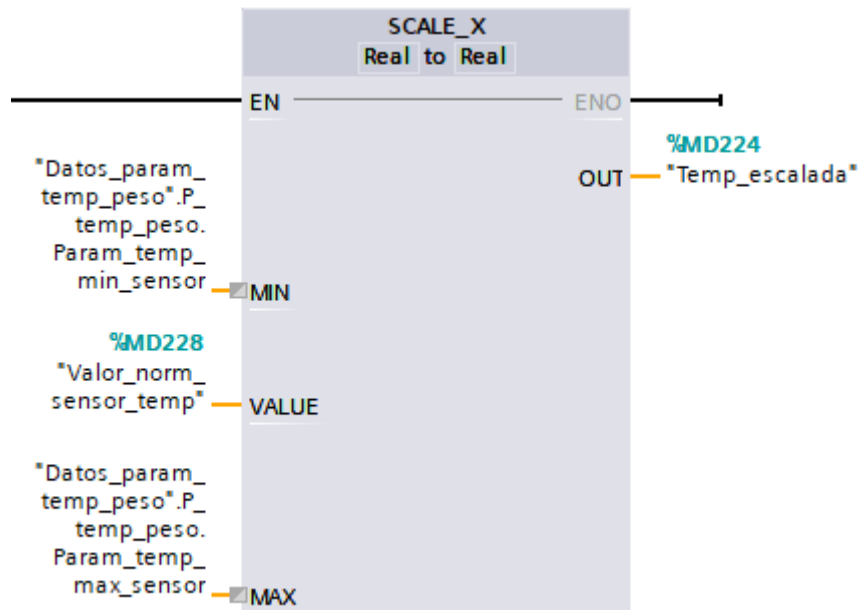 SCALE_X
Real to Real
EN
ENO
%MD224
"Temp_escalada"
OUT
"Datos_param_
temp_peso".P_
temp_peso.
Param_temp_
min_sensor
MIN
%MD228
"Valor_norm_
sensor_temp"
VALUE
"Datos_param_
temp_peso".P_
temp_peso.
Param_temp_
max_sensor
MAX